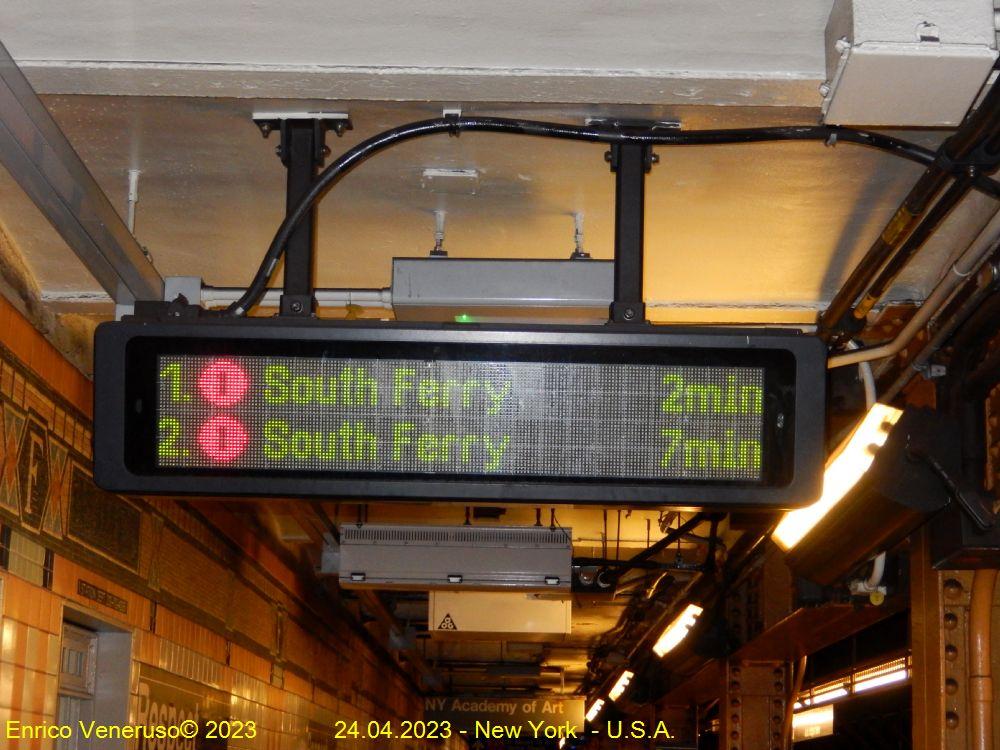 1. 1 South Ferry 2min
2. 1 South Ferry 7min
F
NY Academy of Art
Respect
Enrico Veneruso© 2023 24.04.2023 - New York - U.S.A.